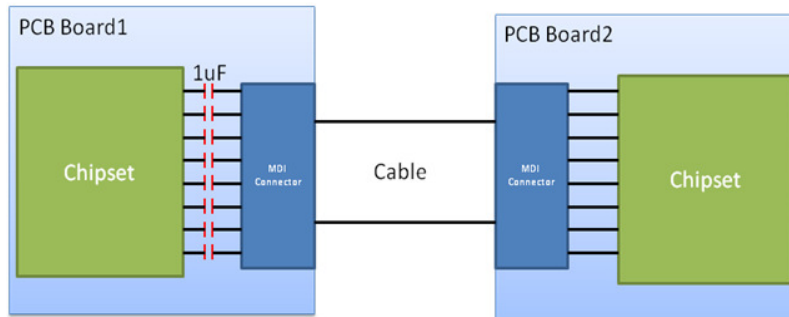 PCB Board1
1uF
Chipset
MDI
Connector
Cable
PCB Board2
MDI
Connector
Chipset